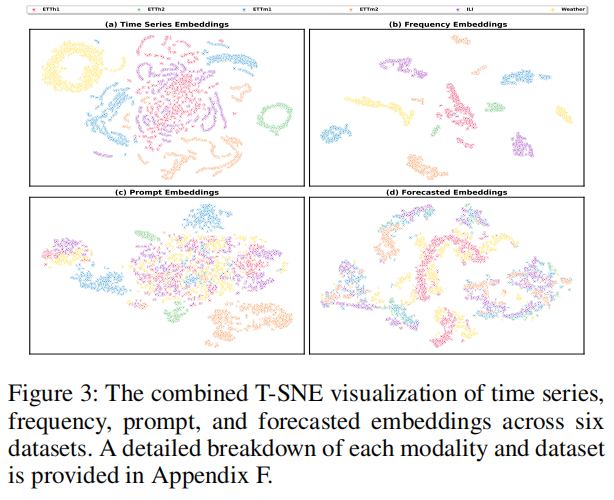 ETTh1 ETTh2 ETTm1 ETTm2 ILI Weather
(a) Time Series Embeddings (b) Frequency Embeddings
(c) Prompt Embeddings (d) Forecasted Embeddings
Figure 3: The combined T-SNE visualization of time series,
frequency, prompt, and forecasted embeddings across six
datasets. A detailed breakdown of each modality and dataset
is provided in Appendix F.